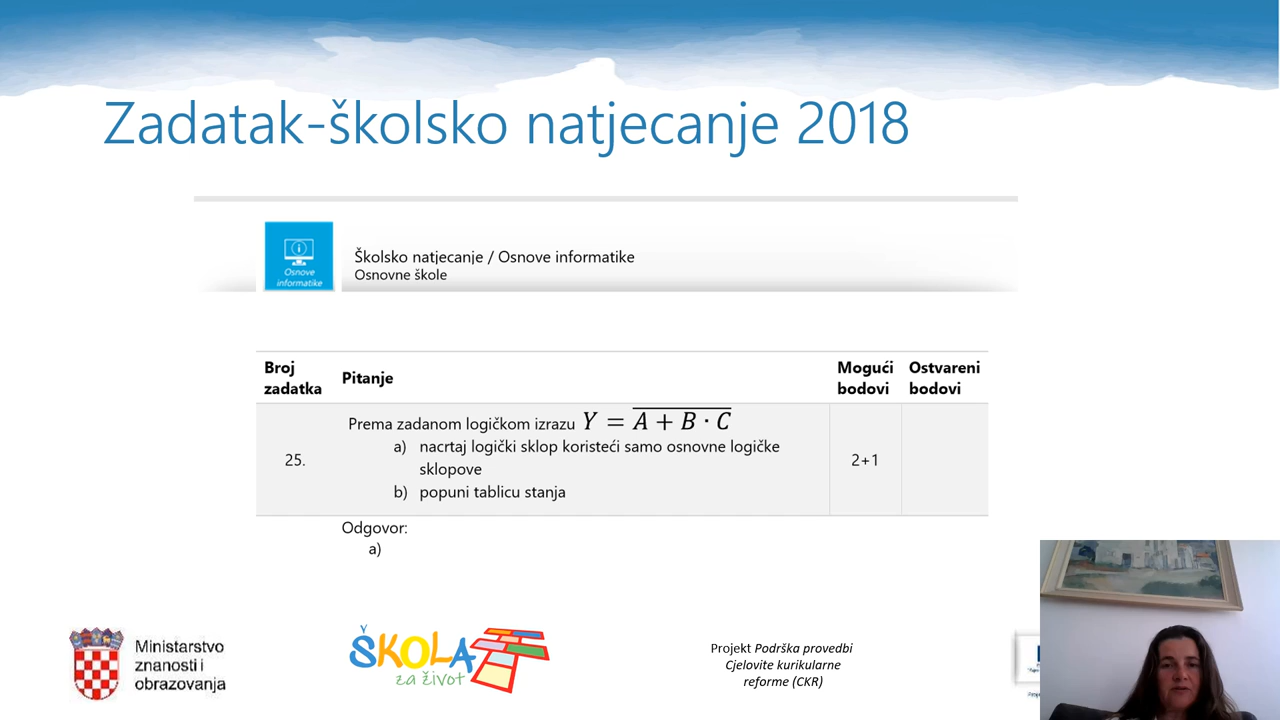 Zadatak-školsko natjecanje 2018
Osnove
informatike
Školsko natjecanje / Osnove informatike
Osnovne škole
Broj zadatka
Pitanje
Mogući bodovi
Ostvareni bodovi
25.
Prema zadanom logičkom izrazu $Y = \overline{A + B \cdot C}$
a) nacrtaj logički sklop koristeći samo osnovne logičke
sklopove
b) popuni tablicu stanja
2+1
Odgovor:
a)
Ministarstvo
znanosti i
obrazovanja
ŠKOLA
za život
Projekt Podrška provedbi
Cjelovite kurikularne
reforme (CKR)